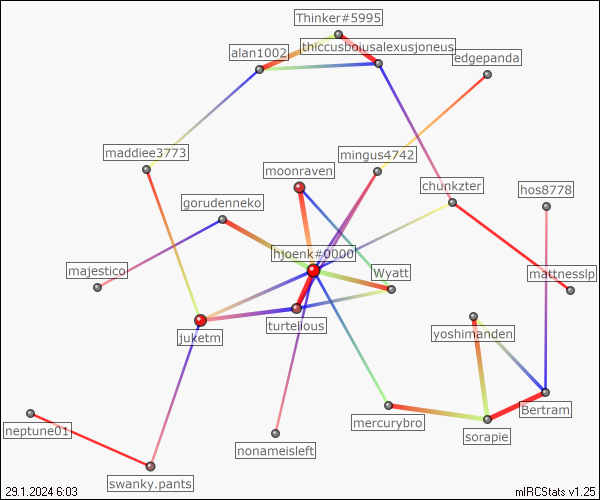 Thinker#5995
thiccusboiusalexusjoneus
alan1002
edgepanda
maddiee3773
mingus4742
moonraven
chunkzter
hos8778
gorudenneko
hjoenk#0000
majestico
Wyatt
mattnesslp
turtellous
juketm
yoshimanden
Bertram
mercurybro
neptune01
sorapie
nonameisleft
swanky.pants
29.1.2024 6:03
mIRCStats v1.25